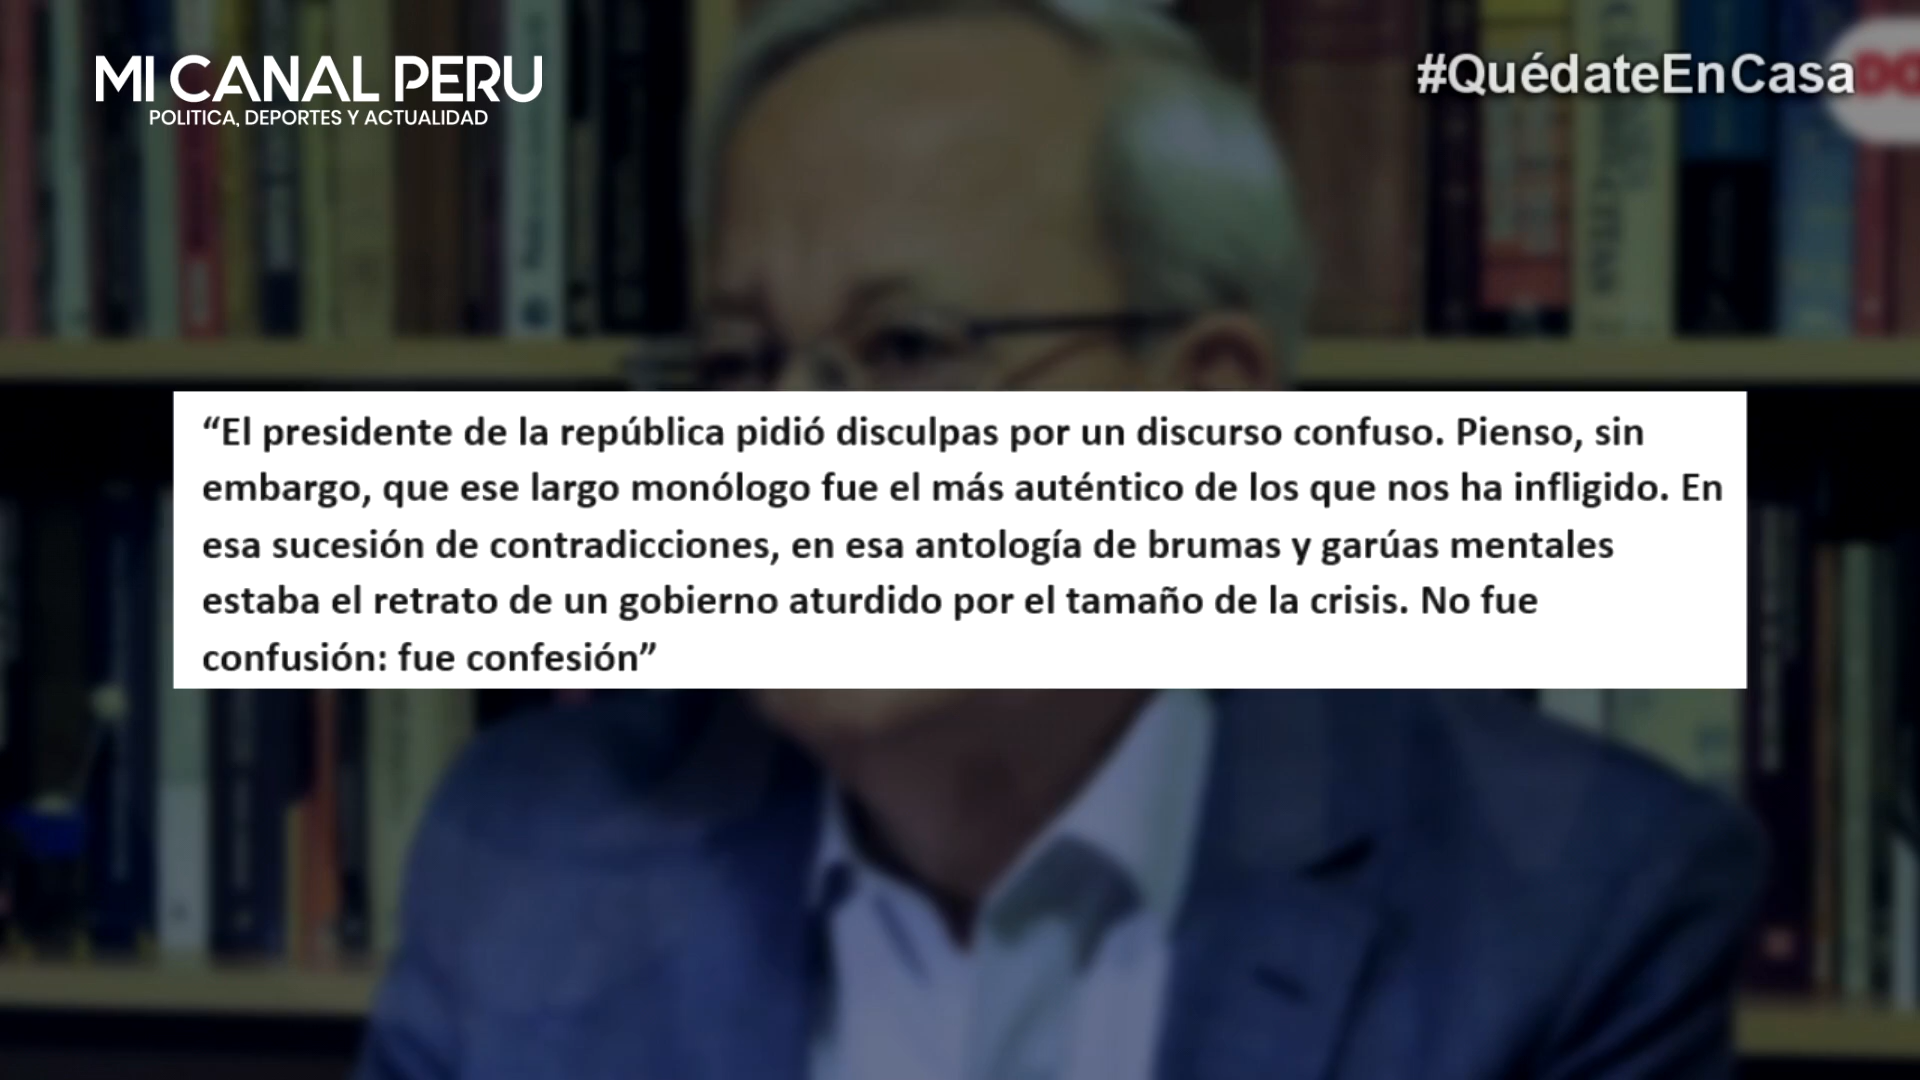 MI CANAL PERU
POLITICA, DEPORTES Y ACTUALIDAD
#QuédateEnCasa
“El presidente de la república pidió disculpas por un discurso confuso. Pienso, sin
embargo, que ese largo monólogo fue el más auténtico de los que nos ha infligido. En
esa sucesión de contradicciones, en esa antología de brumas y garúas mentales
estaba el retrato de un gobierno aturdido por el tamaño de la crisis. No fue
confusión: fue confesión”